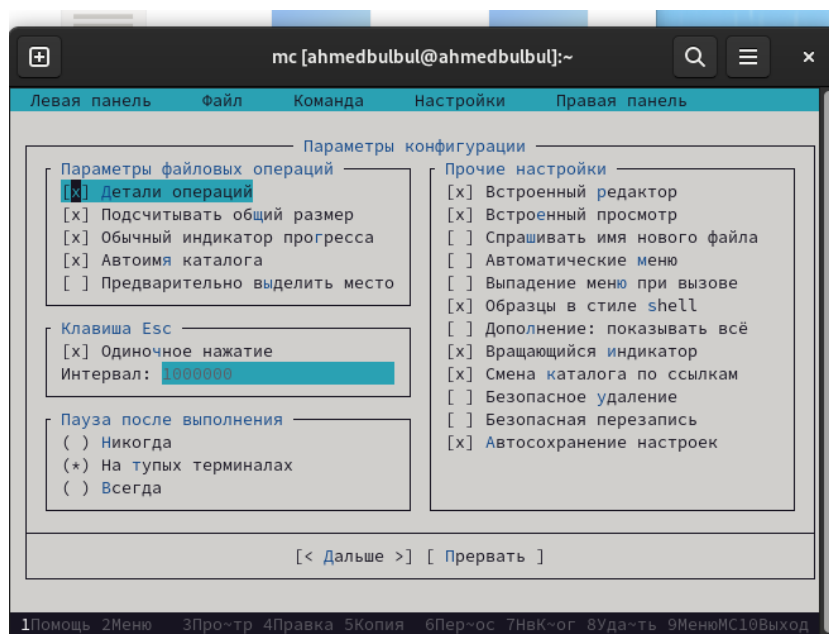 mc [ahmedbulbul@ahmedbulbul]:~
Левая панель Файл Команда Настройки Правая панель
Параметры конфигурации
Параметры файловых операций
[x] Детали операций
[x] Подсчитывать общий размер
[x] Обычный индикатор прогресса
[x] Автоимя каталога
[ ] Предварительно выделить место
Клавиша Esc
[x] Одиночное нажатие
Интервал: 1000000
Пауза после выполнения
( ) Никогда
(*) На тупых терминалах
( ) Всегда
Прочие настройки
[x] Встроенный редактор
[x] Встроенный просмотр
[ ] Спрашивать имя нового файла
[ ] Автоматические меню
[ ] Выпадение меню при вызове
[x] Образцы в стиле shell
[ ] Дополнение: показывать всё
[x] Вращающийся индикатор
[x] Смена каталога по ссылкам
[ ] Безопасное удаление
[ ] Безопасная перезапись
[x] Автосохранение настроек
[< Дальше >] [ Прервать ]
1Помощь 2Меню 3Про~тр 4Правка 5Копия 6Пер~ос 7НвК~ог 8Уда~ть 9МенюMC10Выход